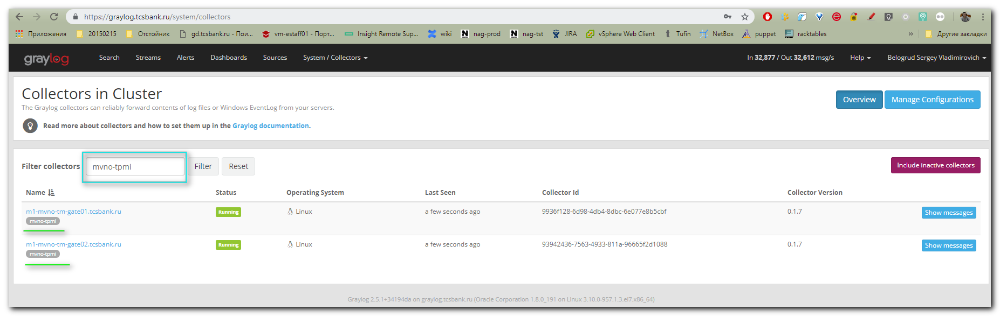 https://graylog.tcsbank.ru/system/collectors
Приложения 20150215 Отстойник gd.tcsbank.ru - Пои... vm-estaff01 - Порт... Insight Remote Sup... wiki nag-prod nag-tst JIRA vSphere Web Client Tufin NetBox puppet racktables » Другие закладки
graylog Search Streams Alerts Dashboards Sources System / Collectors In 32,877 / Out 32,612 msg/s Help Belogrud Sergey Vladimirovich
Collectors in Cluster
Overview Manage Configurations
The Graylog collectors can reliably forward contents of log files or Windows EventLog from your servers.
Read more about collectors and how to set them up in the Graylog documentation.
Filter collectors mvno-tpmi Filter Reset Include inactive collectors
Name Status Operating System Last Seen Collector Id Collector Version
m1-mvno-tm-gate01.tcsbank.ru Running Linux a few seconds ago 9936f128-6d98-4db4-8dbc-6e077e8b5cbf 0.1.7 Show messages
mvno-tpmi
m1-mvno-tm-gate02.tcsbank.ru Running Linux a few seconds ago 93942436-7563-4933-811a-96665f2d1088 0.1.7 Show messages
mvno-tpmi
Graylog 2.5.1+34194da on graylog.tcsbank.ru (Oracle Corporation 1.8.0_191 on Linux 3.10.0-957.1.3.el7.x86_64)